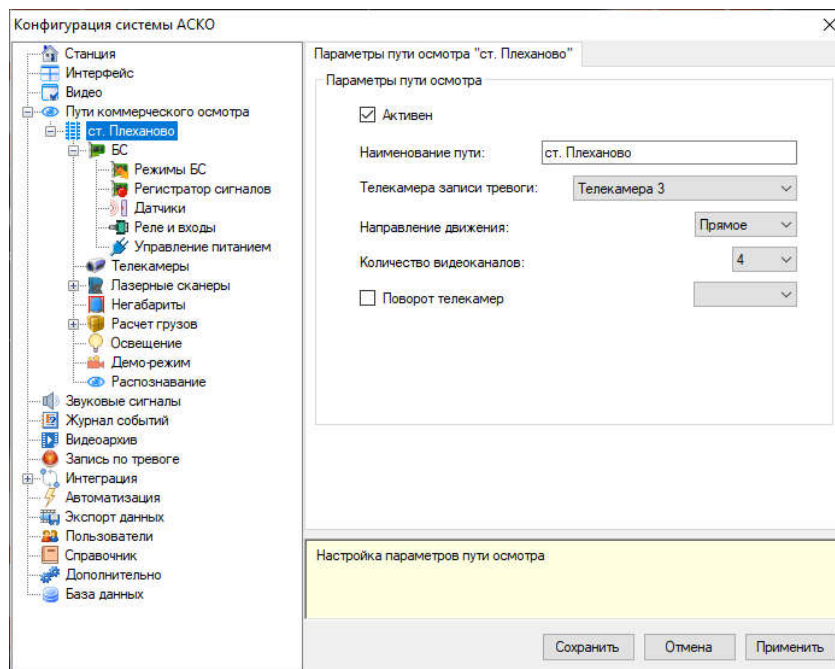 Конфигурация системы АСКО
Станция
Интерфейс
Видео
Пути коммерческого осмотра
ст. Плеханово
БС
Режимы БС
Регистратор сигналов
Датчики
Реле и входы
Управление питанием
Телекамеры
Лазерные сканеры
Негабариты
Расчет грузов
Освещение
Демо-режим
Распознавание
Звуковые сигналы
Журнал событий
Видеоархив
Запись по тревоге
Интеграция
Автоматизация
Экспорт данных
Пользователи
Справочник
Дополнительно
База данных
Параметры пути осмотра "ст. Плеханово"
Параметры пути осмотра
Активен
Наименование пути: ст. Плеханово
Телекамера записи тревоги: Телекамера 3
Направление движения: Прямое
Количество видеоканалов: 4
Поворот телекамер
Настройка параметров пути осмотра
Сохранить Отмена Применить